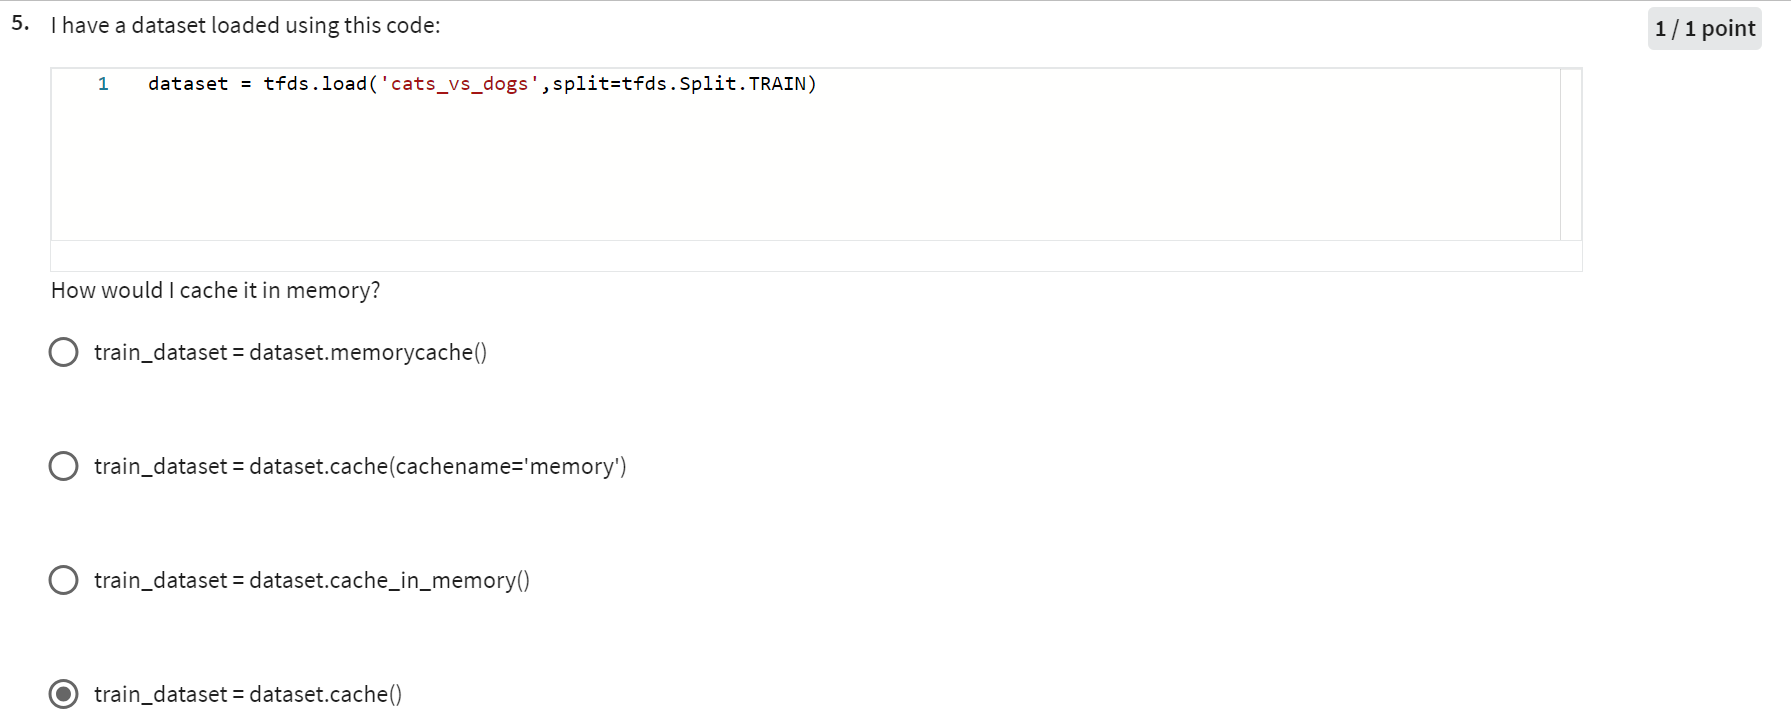 5. I have a dataset loaded using this code:
1 / 1 point
1 dataset = tfds.load('cats_vs_dogs',split=tfds.Split.TRAIN)
How would I cache it in memory?
train_dataset = dataset.memorycache()
train_dataset = dataset.cache(cachename='memory')
train_dataset = dataset.cache_in_memory()
train_dataset = dataset.cache()